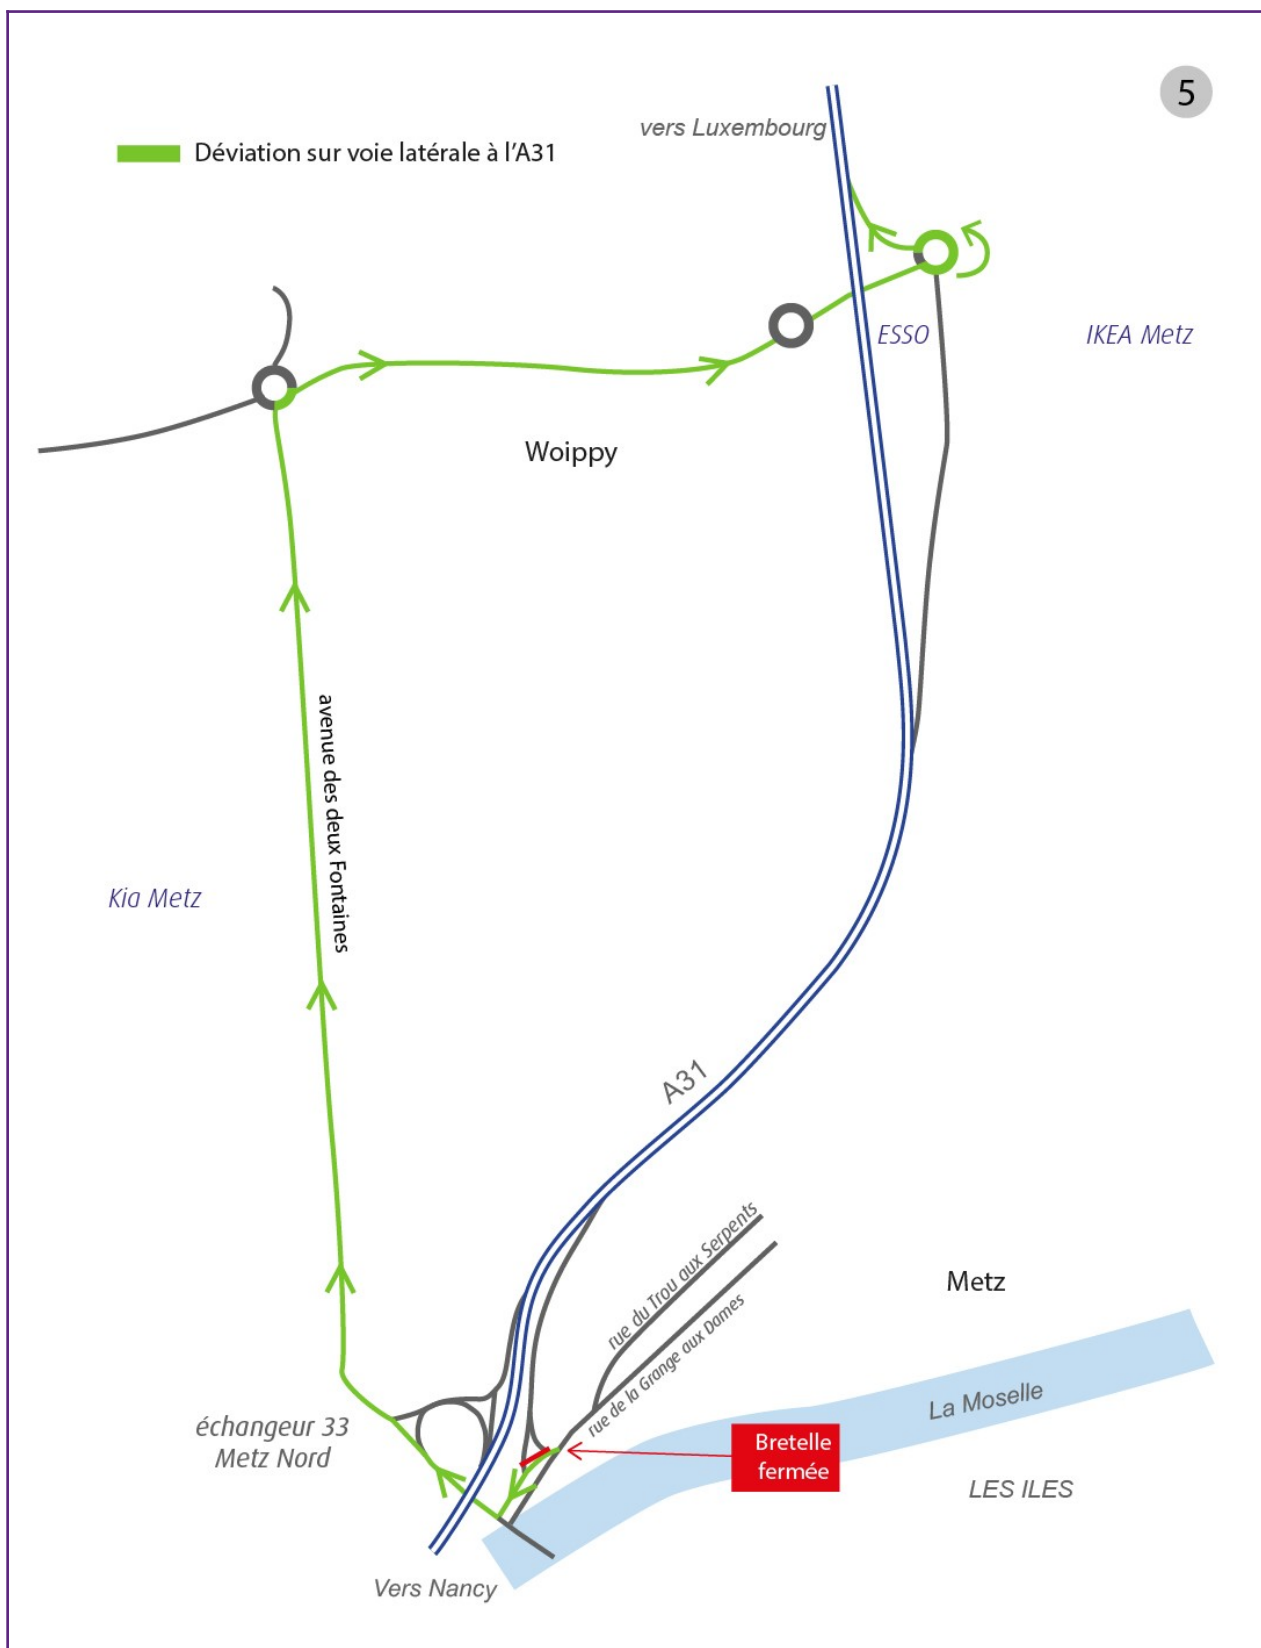 5
vers Luxembourg
Déviation sur voie latérale à l'A31
ESSO
IKEA Metz
Woippy
avenue des deux Fontaines
Kia Metz
A31
rue du Trou aux Serpents
Metz
rue de la Grange aux Dames
La Moselle
échangeur 33
Metz Nord
Bretelle
fermée
LES ILES
Vers Nancy